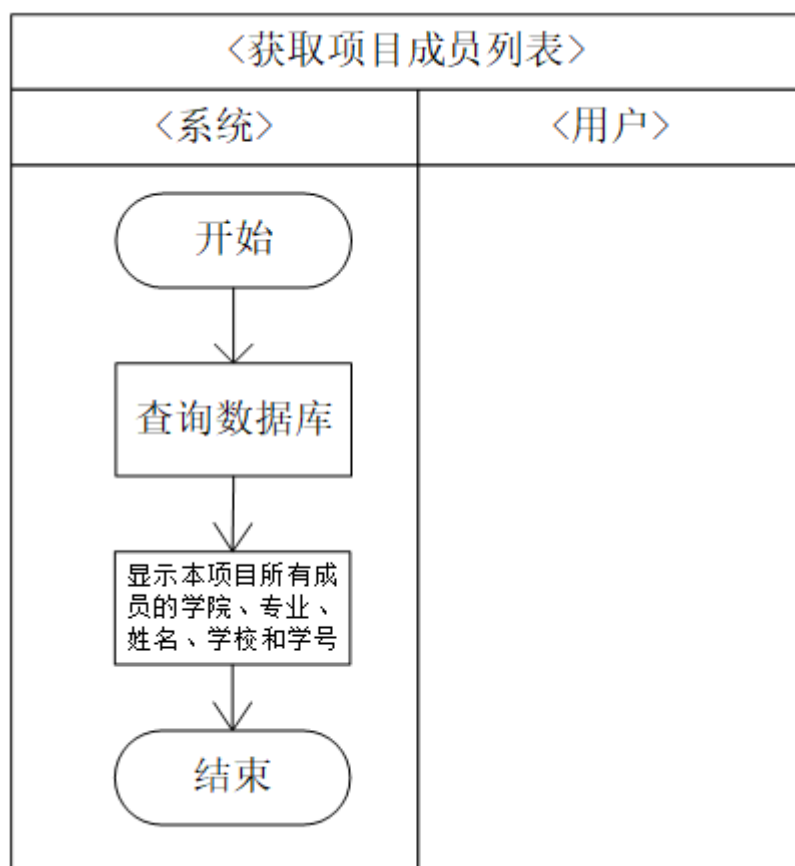 <获取项目成员列表>
<系统>
<用户>
开始
查询数据库
显示本项目所有成
员的学院、专业、
姓名、学校和学号
结束